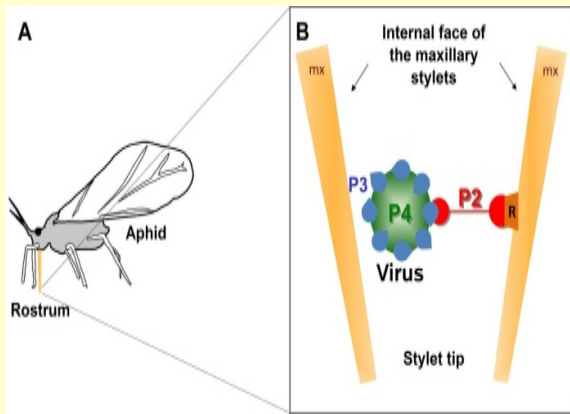 A
Aphid
Rostrum
B
Internal face of
the maxillary
stylets
mx
mx
P3
P4
P2
R
Virus
Stylet tip